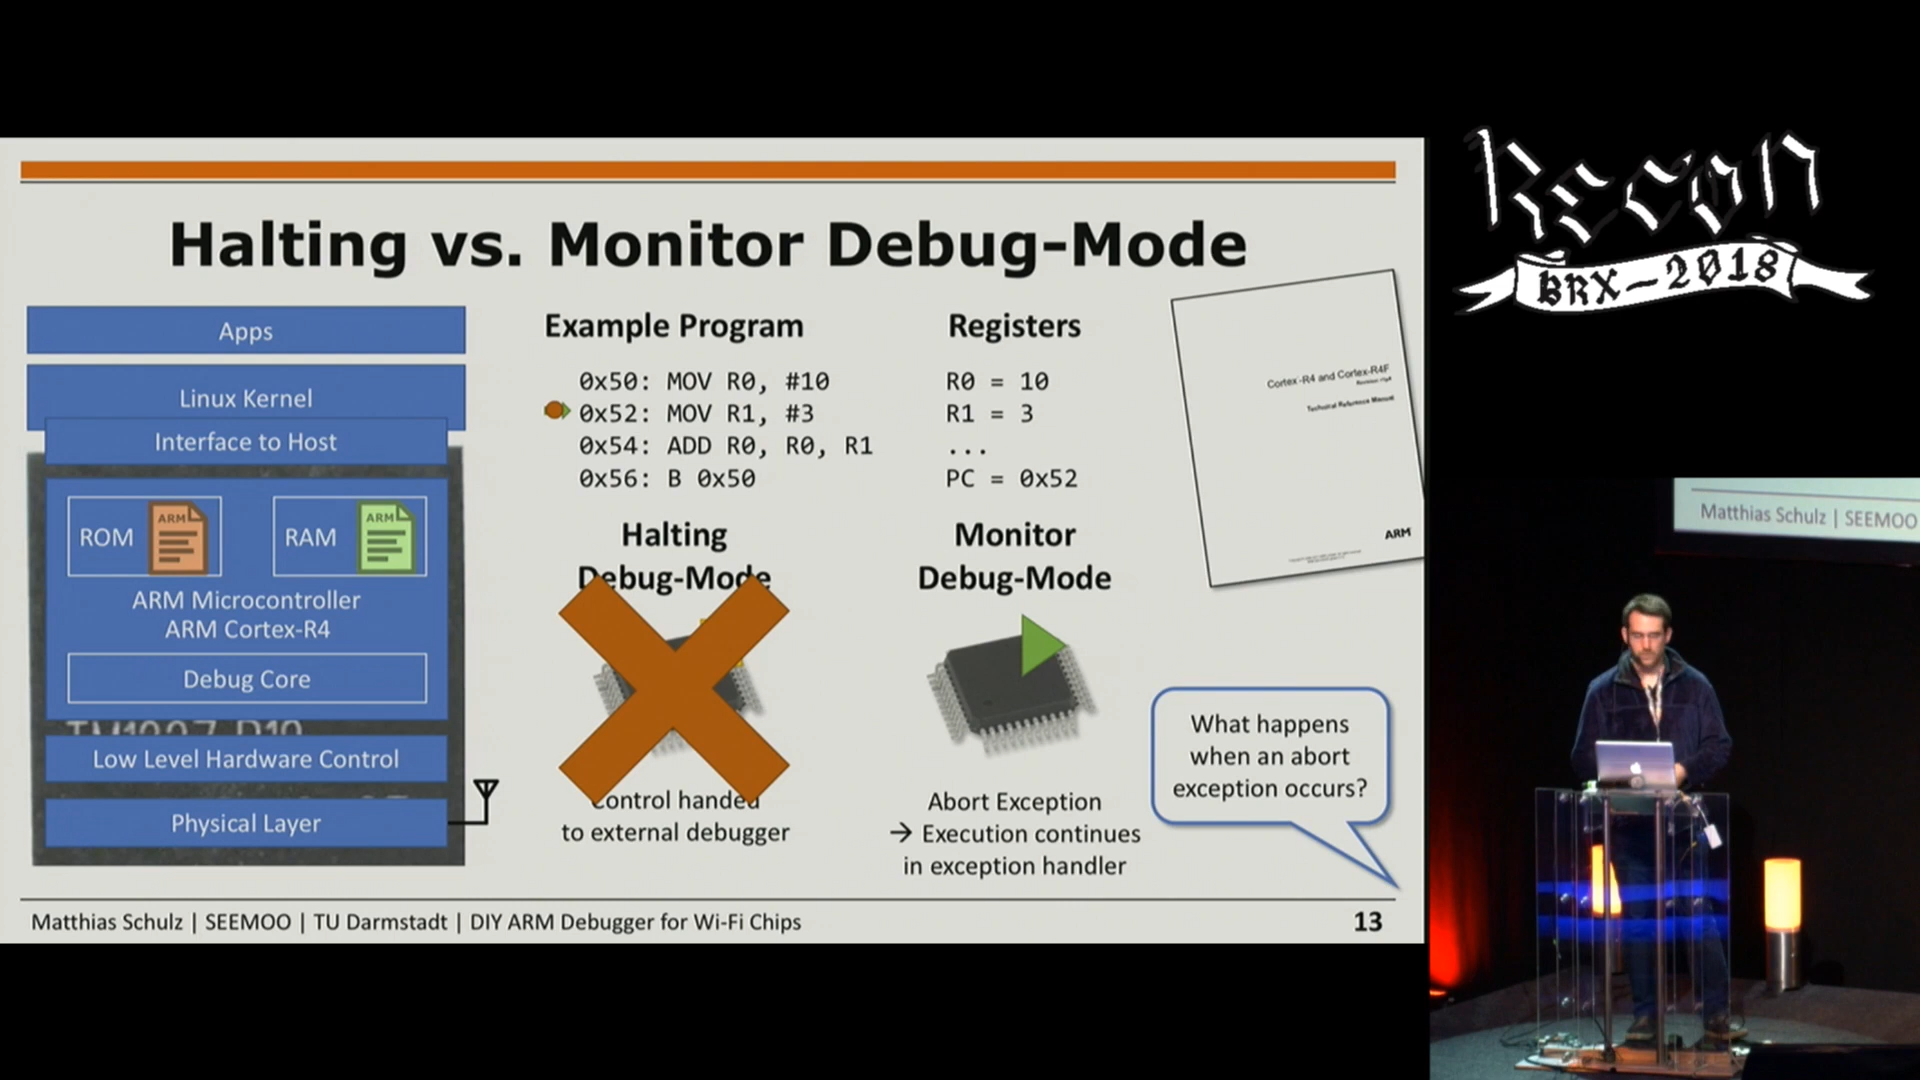 Halting vs. Monitor Debug-Mode
Apps
Linux Kernel
Interface to Host
ROM
ARM
RAM
ARM
ARM Microcontroller
ARM Cortex-R4
Debug Core
Low Level Hardware Control
Physical Layer
Example Program
0x50: MOV R0, #10
0x52: MOV R1, #3
0x54: ADD R0, R0, R1
0x56: B 0x50
Registers
R0 = 10
R1 = 3
...
PC = 0x52
Halting
Debug-Mode
Control handed
to external debugger
Monitor
Debug-Mode
Abort Exception
→ Execution continues
in exception handler
Cortex-R4 and Cortex-R4F
Technical Reference Manual
ARM
What happens
when an abort
exception occurs?
Matthias Schulz | SEEMOO | TU Darmstadt | DIY ARM Debugger for Wi-Fi Chips
13
Recon
BRX-2018
Matthias Schulz | SEEMOO